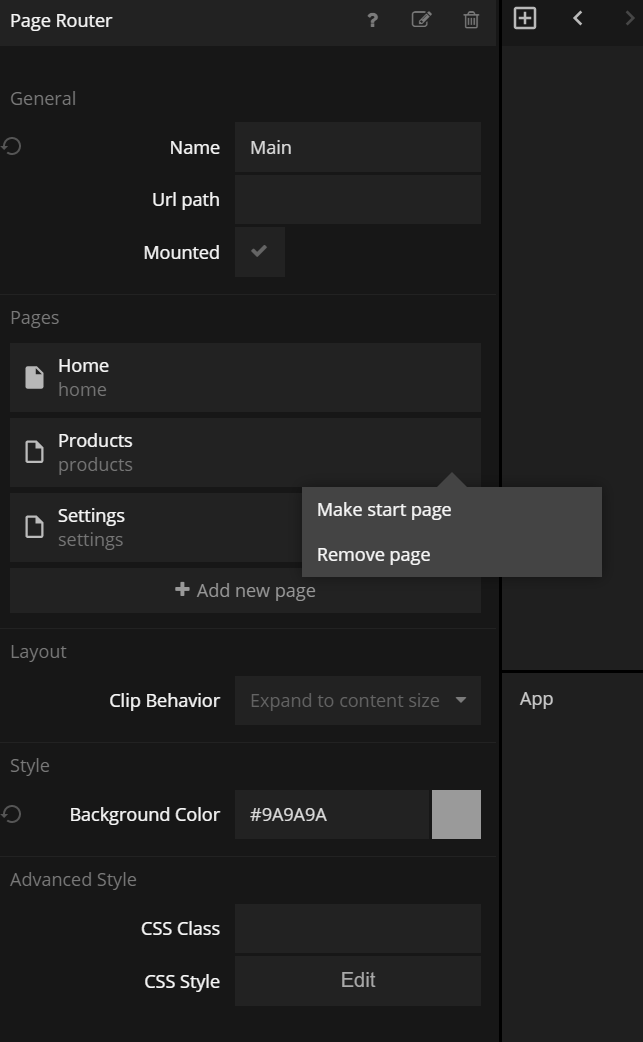 Page Router
?
General
Name Main
Url path
Mounted
Pages
Home
home
Products
products
Settings
settings
Make start page
Remove page
Add new page
Layout
Clip Behavior Expand to content size
Style
Background Color #9A9A9A
Advanced Style
CSS Class
CSS Style Edit
App